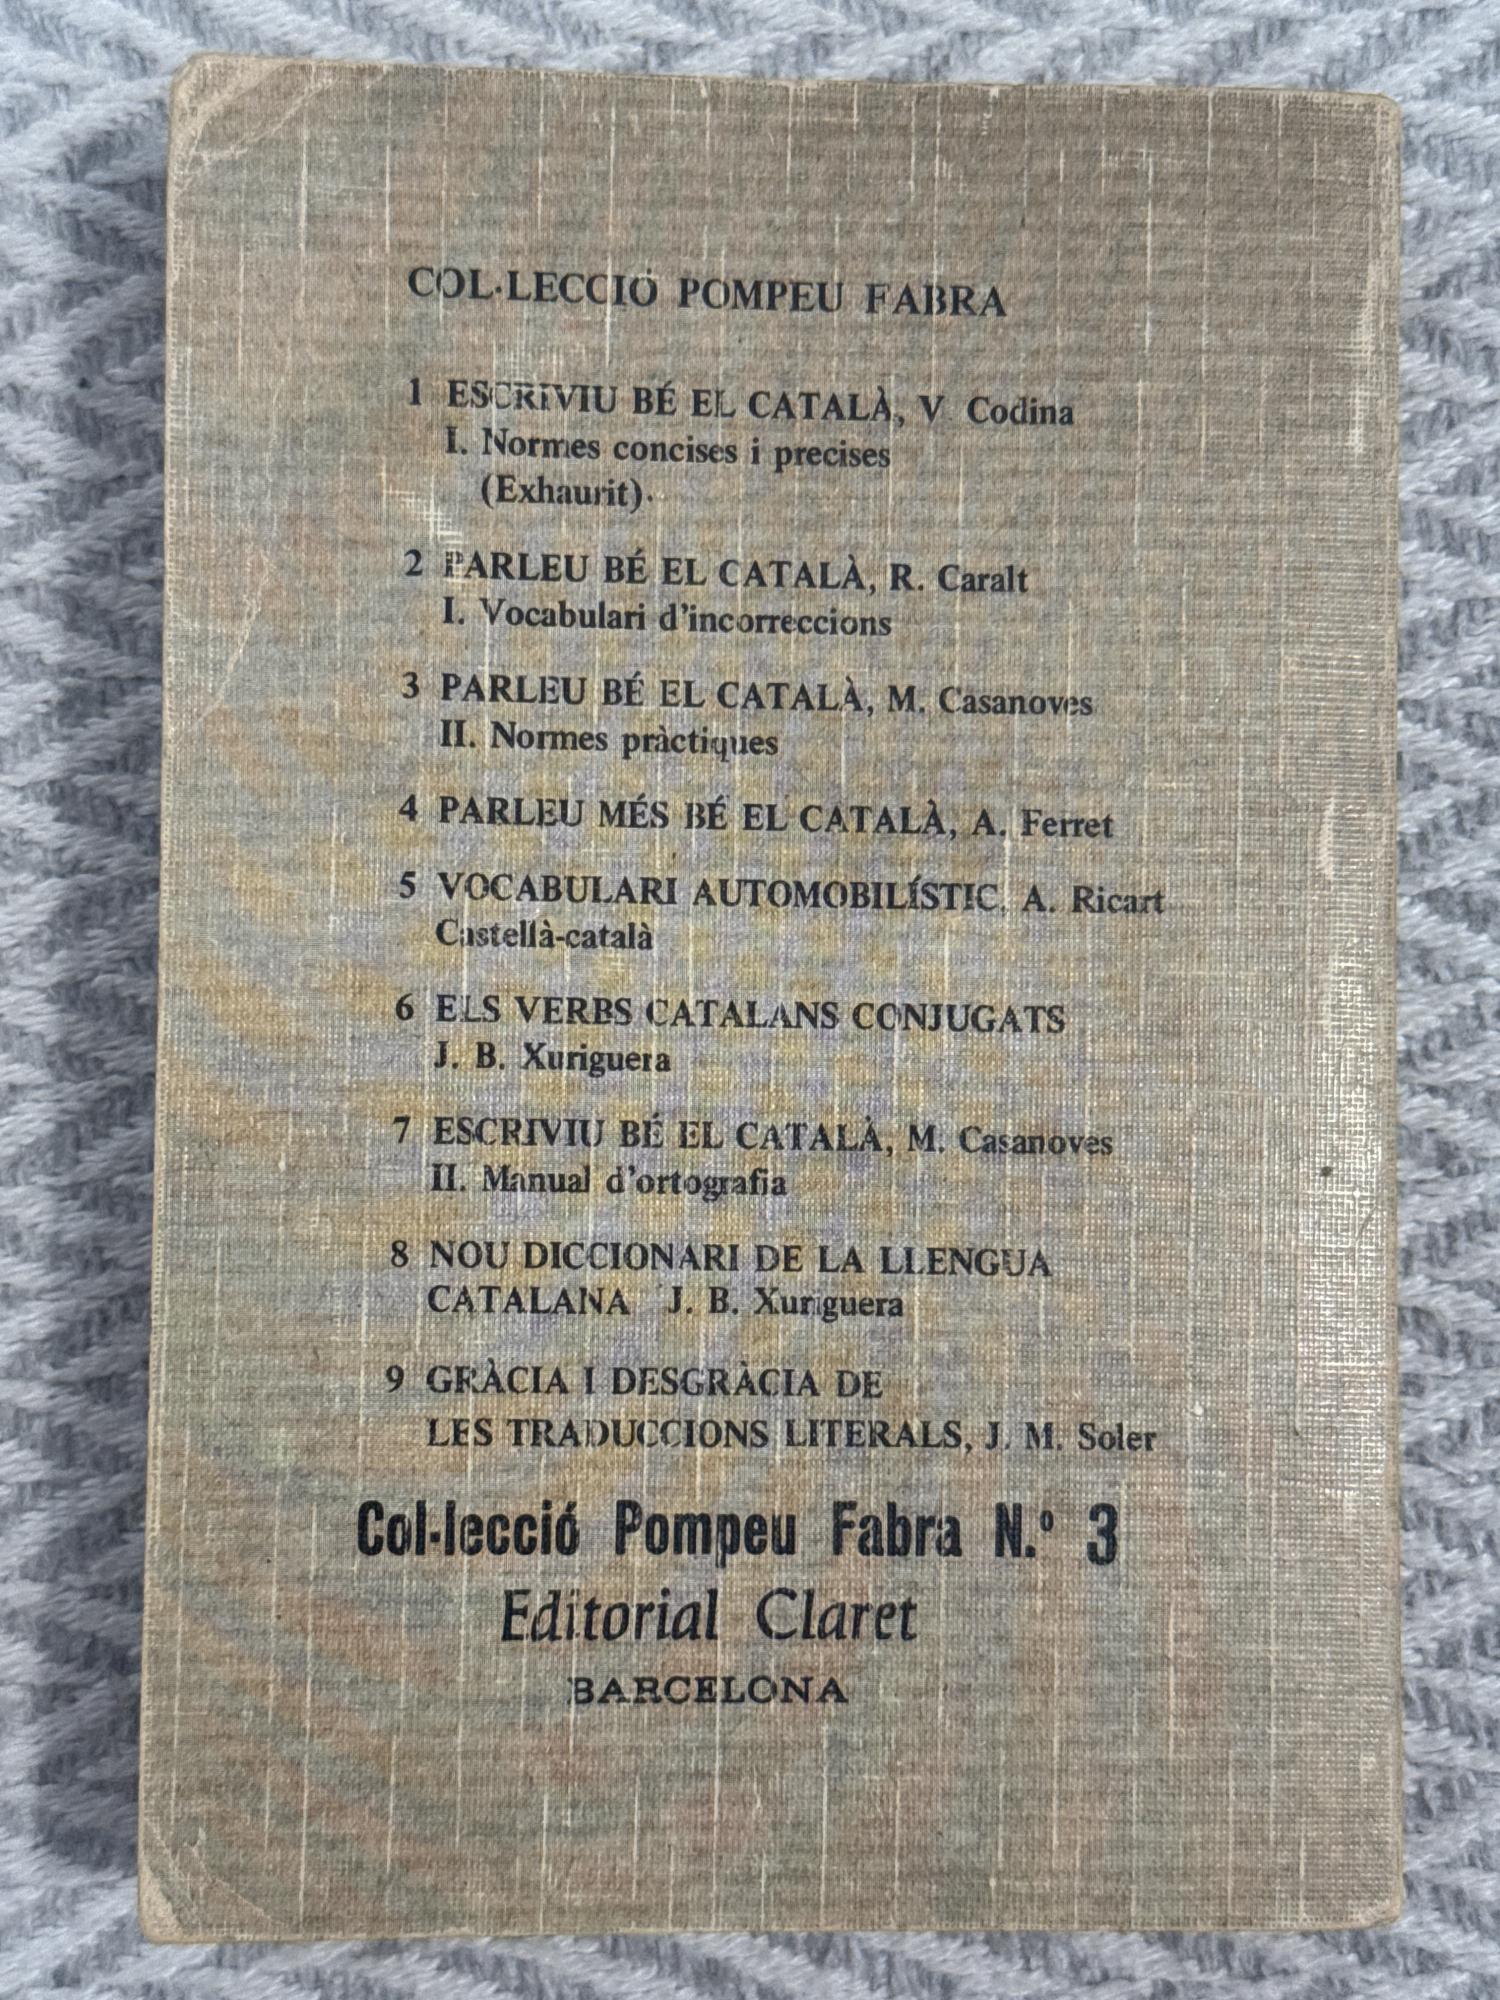 COL·LECCIÓ POMPEU FABRA
1 ESCRIVIU BÉ EL CATALÀ, V. Codina
I. Normes concises i precises
(Exhaurit).
2 PARLEU BÉ EL CATALÀ, R. Caralt
I. Vocabulari d'incorreccions
3 PARLEU BÉ EL CATALÀ, M. Casanoves
II. Normes pràctiques
4 PARLEU MÉS BÉ EL CATALÀ, A. Ferret
5 VOCABULARI AUTOMOBILÍSTIC, A. Ricart
Castellà-català
6 ELS VERBS CATALANS CONJUGATS
J. B. Xuriguera
7 ESCRIVIU BÉ EL CATALÀ, M. Casanoves
II. Manual d'ortografia
8 NOU DICCIONARI DE LA LLENGUA
CATALANA J. B. Xuriguera
9 GRÀCIA I DESGRÀCIA DE
LES TRADUCCIONS LITERALS, J. M. Soler
Col·lecció Pompeu Fabra N.º 3
Editorial Claret
BARCELONA